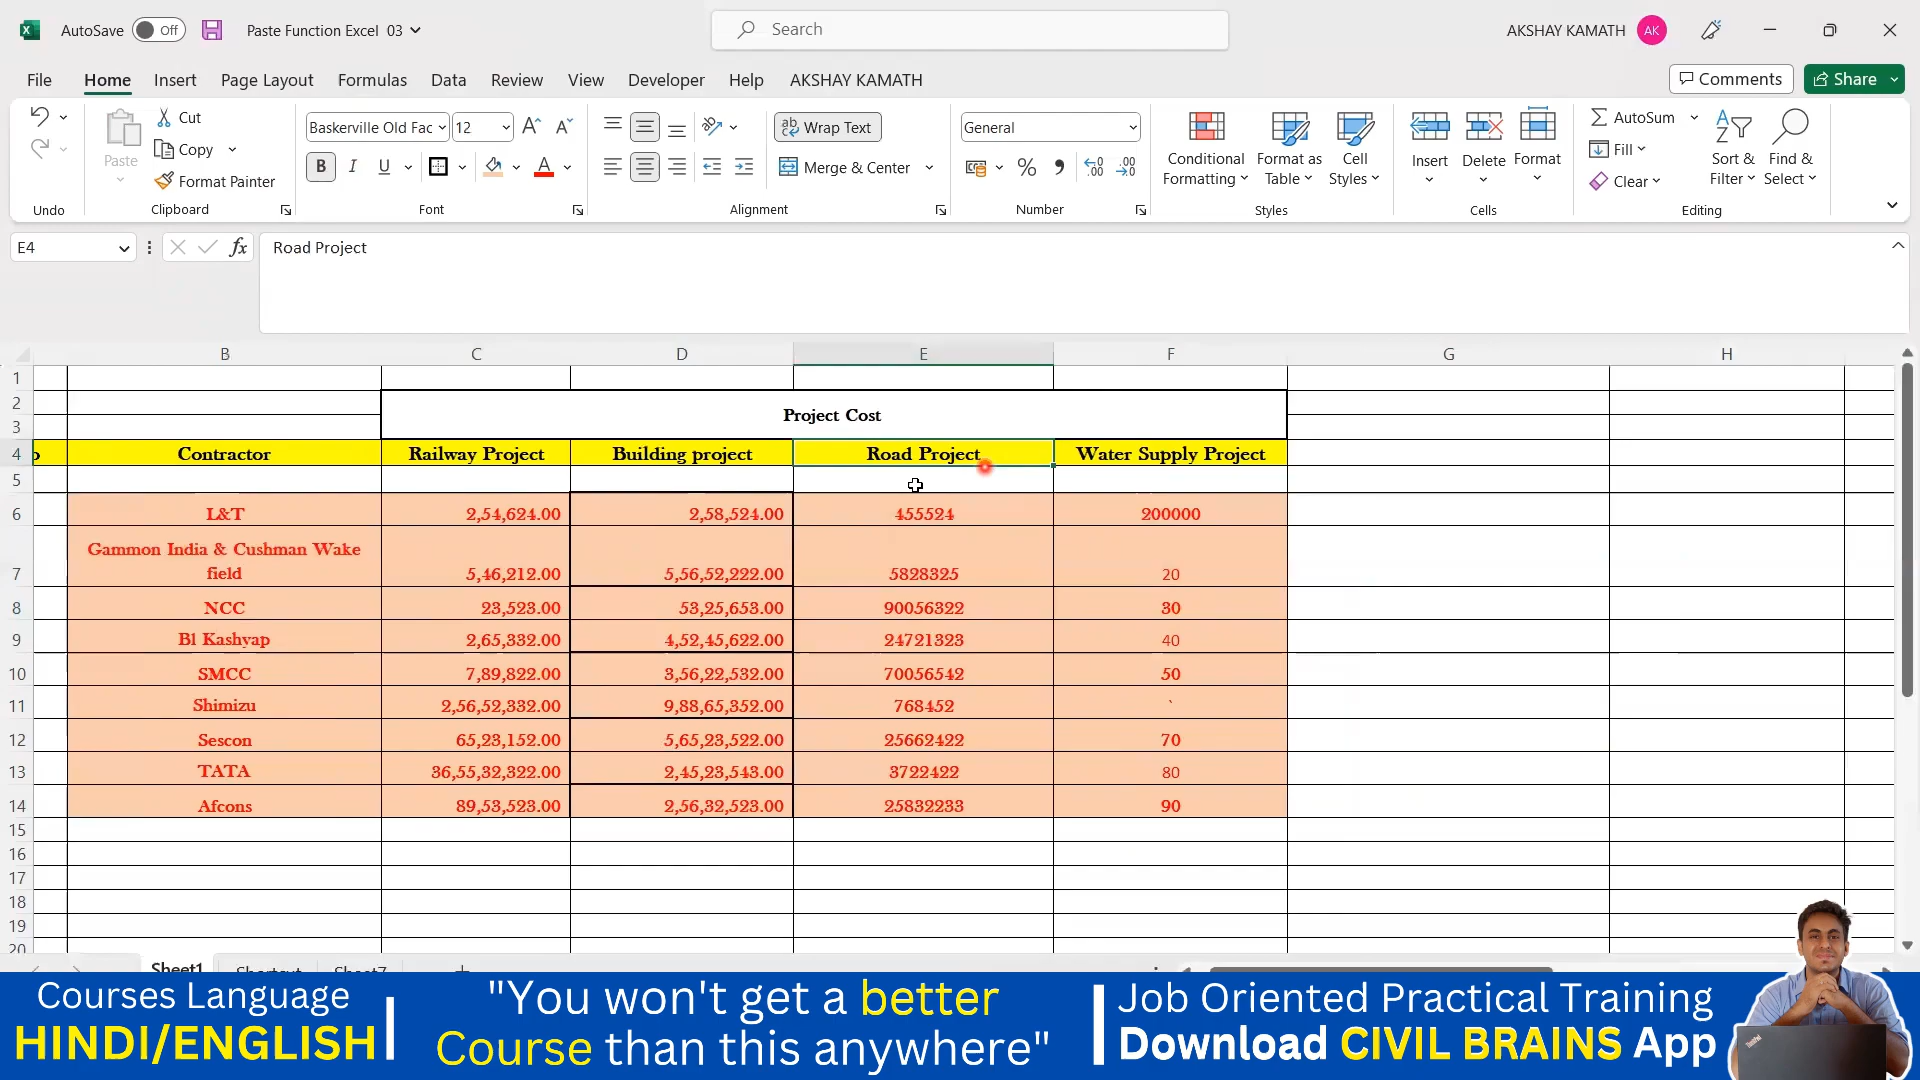 AutoSave Off Paste Function Excel 03 Search AKSHAY KAMATH AK
File Home Insert Page Layout Formulas Data Review View Developer Help AKSHAY KAMATH Comments Share
Cut
Copy
Format Painter
Paste
Baskerville Old Fac 12
B I U A
ab Wrap Text
Merge & Center
General
Conditional Formatting
Format as Table
Cell Styles
Insert Delete Format
AutoSum
Fill
Clear
Sort & Filter
Find & Select
Undo Clipboard Font Alignment Number Styles Cells Editing
E4 fx Road Project
B C D E F G H
1
2
3
Project Cost
4 Contractor Railway Project Building project Road Project Water Supply Project
5
6 L&T 2,54,624.00 2,58,524.00 455524 200000
7 Gammon India & Cushman Wake field 5,46,212.00 5,56,52,222.00 5828325 20
8 NCC 23,523.00 53,25,653.00 90056322 30
9 Bl Kashyap 2,65,332.00 4,52,45,622.00 24721323 40
10 SMCC 7,89,822.00 3,56,22,532.00 70056542 50
11 Shimizu 2,56,52,332.00 9,88,65,352.00 768452 `
12 Sescon 65,23,152.00 5,65,23,522.00 25662422 70
13 TATA 36,55,32,322.00 2,45,23,543.00 3722422 80
14 Afcons 89,53,523.00 2,56,32,523.00 25832233 90
15
16
17
18
19
20
Sheet1 Shortcut Sheet7
Courses Language
HINDI/ENGLISH
"You won't get a better
Course than this anywhere"
Job Oriented Practical Training
Download CIVIL BRAINS App